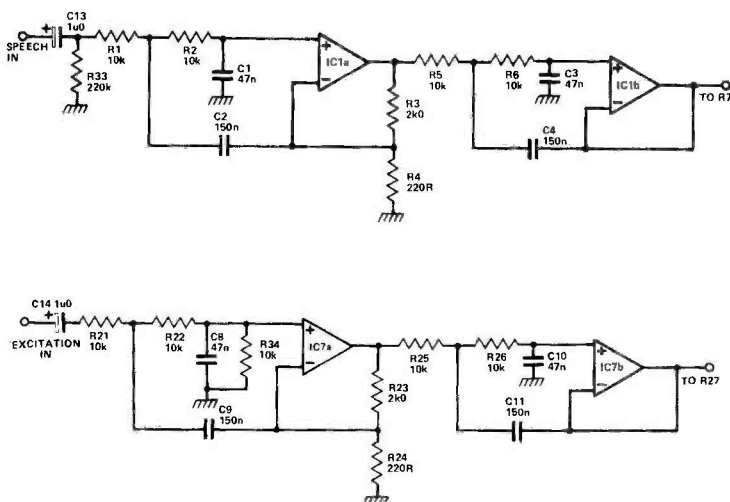 C13
1u0
+
SPEECH
IN
R33
220k
R1
10k
R2
10k
C1
47n
C2
150n
+
IC1a
−
R3
2k0
R4
220R
R5
10k
R6
10k
C3
47n
C4
150n
+
IC1b
−
TO R7
C14 1u0
+
EXCITATION
IN
R21
10k
R22
10k
C8
47n
R34
10k
C9
150n
+
IC7a
−
R23
2k0
R24
220R
R25
10k
R26
10k
C10
47n
C11
150n
+
IC7b
−
TO R27